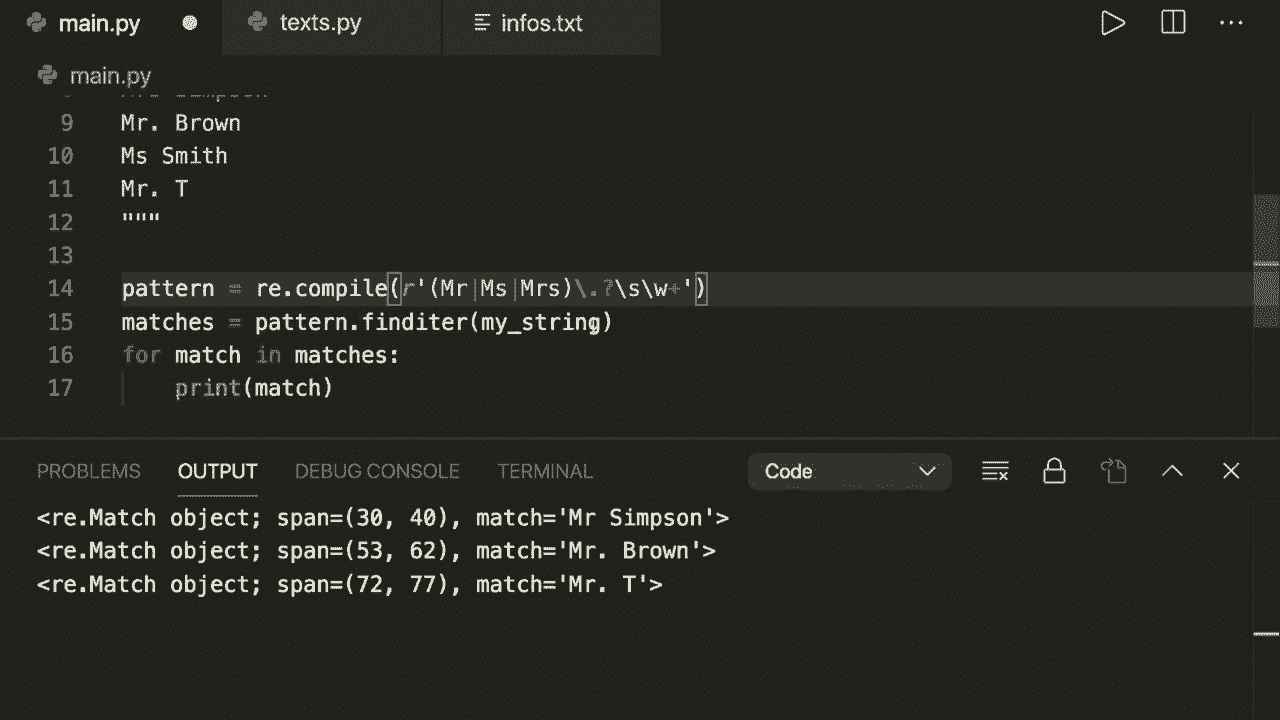 main.py
texts.py
infos.txt
main.py
9 Mr. Brown
10 Ms Smith
11 Mr. T
12 """
13
14 pattern = re.compile(r'(Mr|Ms|Mrs)\.?\s\w+')
15 matches = pattern.finditer(my_string)
16 for match in matches:
17 print(match)
PROBLEMS OUTPUT DEBUG CONSOLE TERMINAL Code
<re.Match object; span=(30, 40), match='Mr Simpson'>
<re.Match object; span=(53, 62), match='Mr. Brown'>
<re.Match object; span=(72, 77), match='Mr. T'>